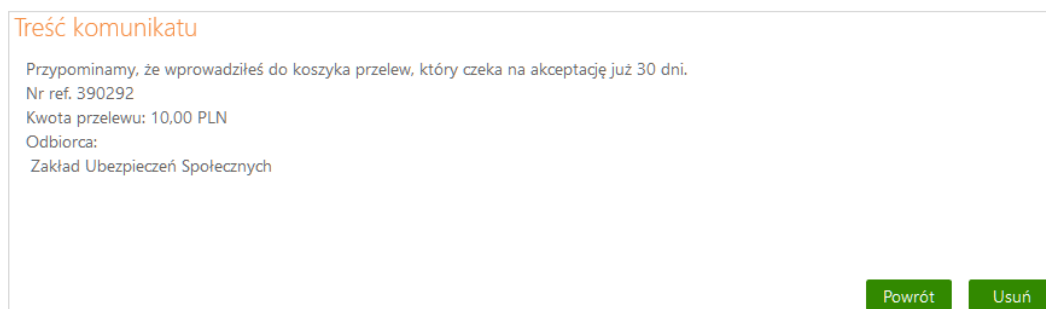 Treść komunikatu
Przypominamy, że wprowadziłeś do koszyka przelew, który czeka na akceptację już 30 dni.
Nr ref. 390292
Kwota przelewu: 10,00 PLN
Odbiorca:
Zakład Ubezpieczeń Społecznych
Powrót Usuń